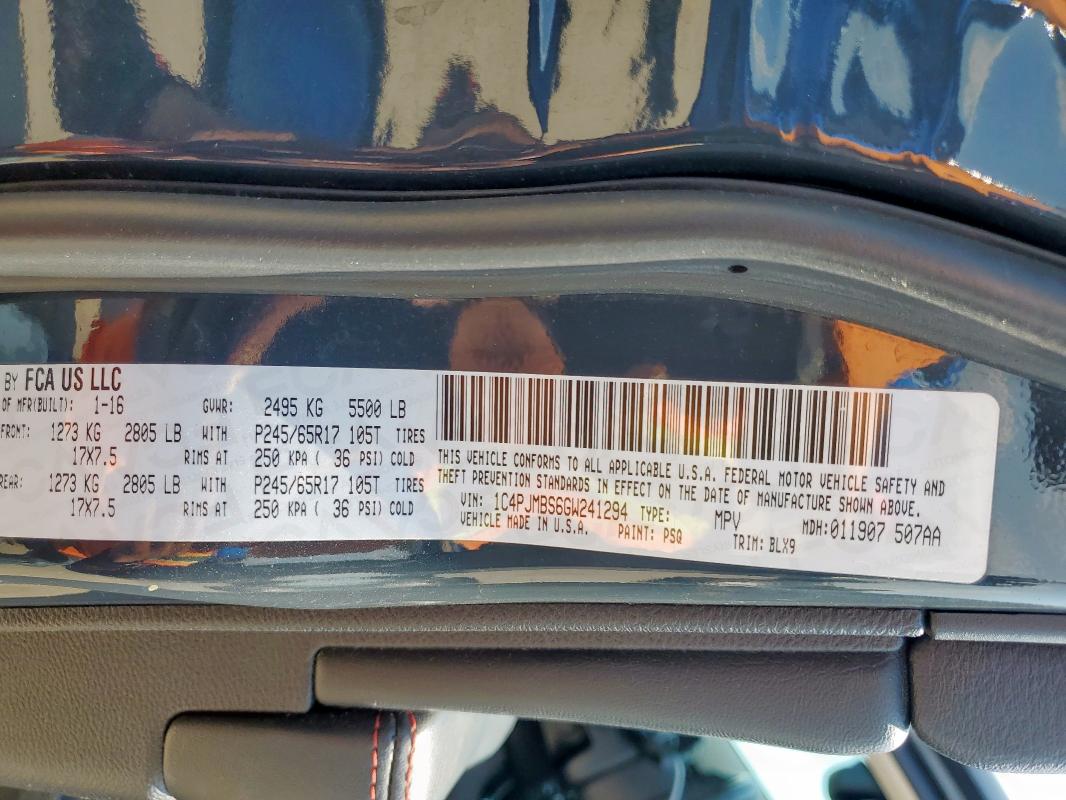 BY FCA US LLC
OF MFR(BUILT): 1-16 GVWR: 2495 KG 5500 LB
FRONT: 1273 KG 2805 LB WITH P245/65R17 105T TIRES
17X7.5 RIMS AT 250 KPA ( 36 PSI) COLD
REAR: 1273 KG 2805 LB WITH P245/65R17 105T TIRES
17X7.5 RIMS AT 250 KPA ( 36 PSI) COLD
THIS VEHICLE CONFORMS TO ALL APPLICABLE U.S.A. FEDERAL MOTOR VEHICLE SAFETY AND
THEFT PREVENTION STANDARDS IN EFFECT ON THE DATE OF MANUFACTURE SHOWN ABOVE.
VIN: 1C4PJMBS6GW241294 TYPE: MPV MDH:011907 507AA
VEHICLE MADE IN U.S.A. PAINT: PSQ TRIM: BLX9